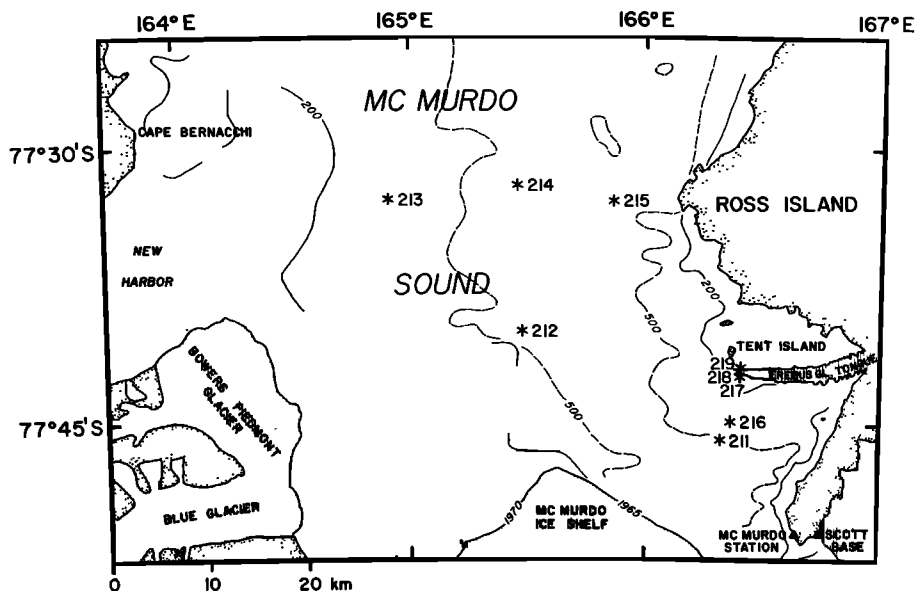 164°E 165°E 166°E 167°E
MC MURDO
200
CAPE BERNACCHI
77°30'S
*214
*213
*215
ROSS ISLAND
NEW
HARBOR
SOUND
200
500
*212
TENT ISLAND
219*
EREBUS GL. TONGUE
218*
217
BOWERS PIEDMONT
GLACIER
500
*216
77°45'S
*211
BLUE GLACIER
1970
1965
MC MURDO
ICE SHELF
MC MURDO
STATION
SCOTT
BASE
0 10 20 km